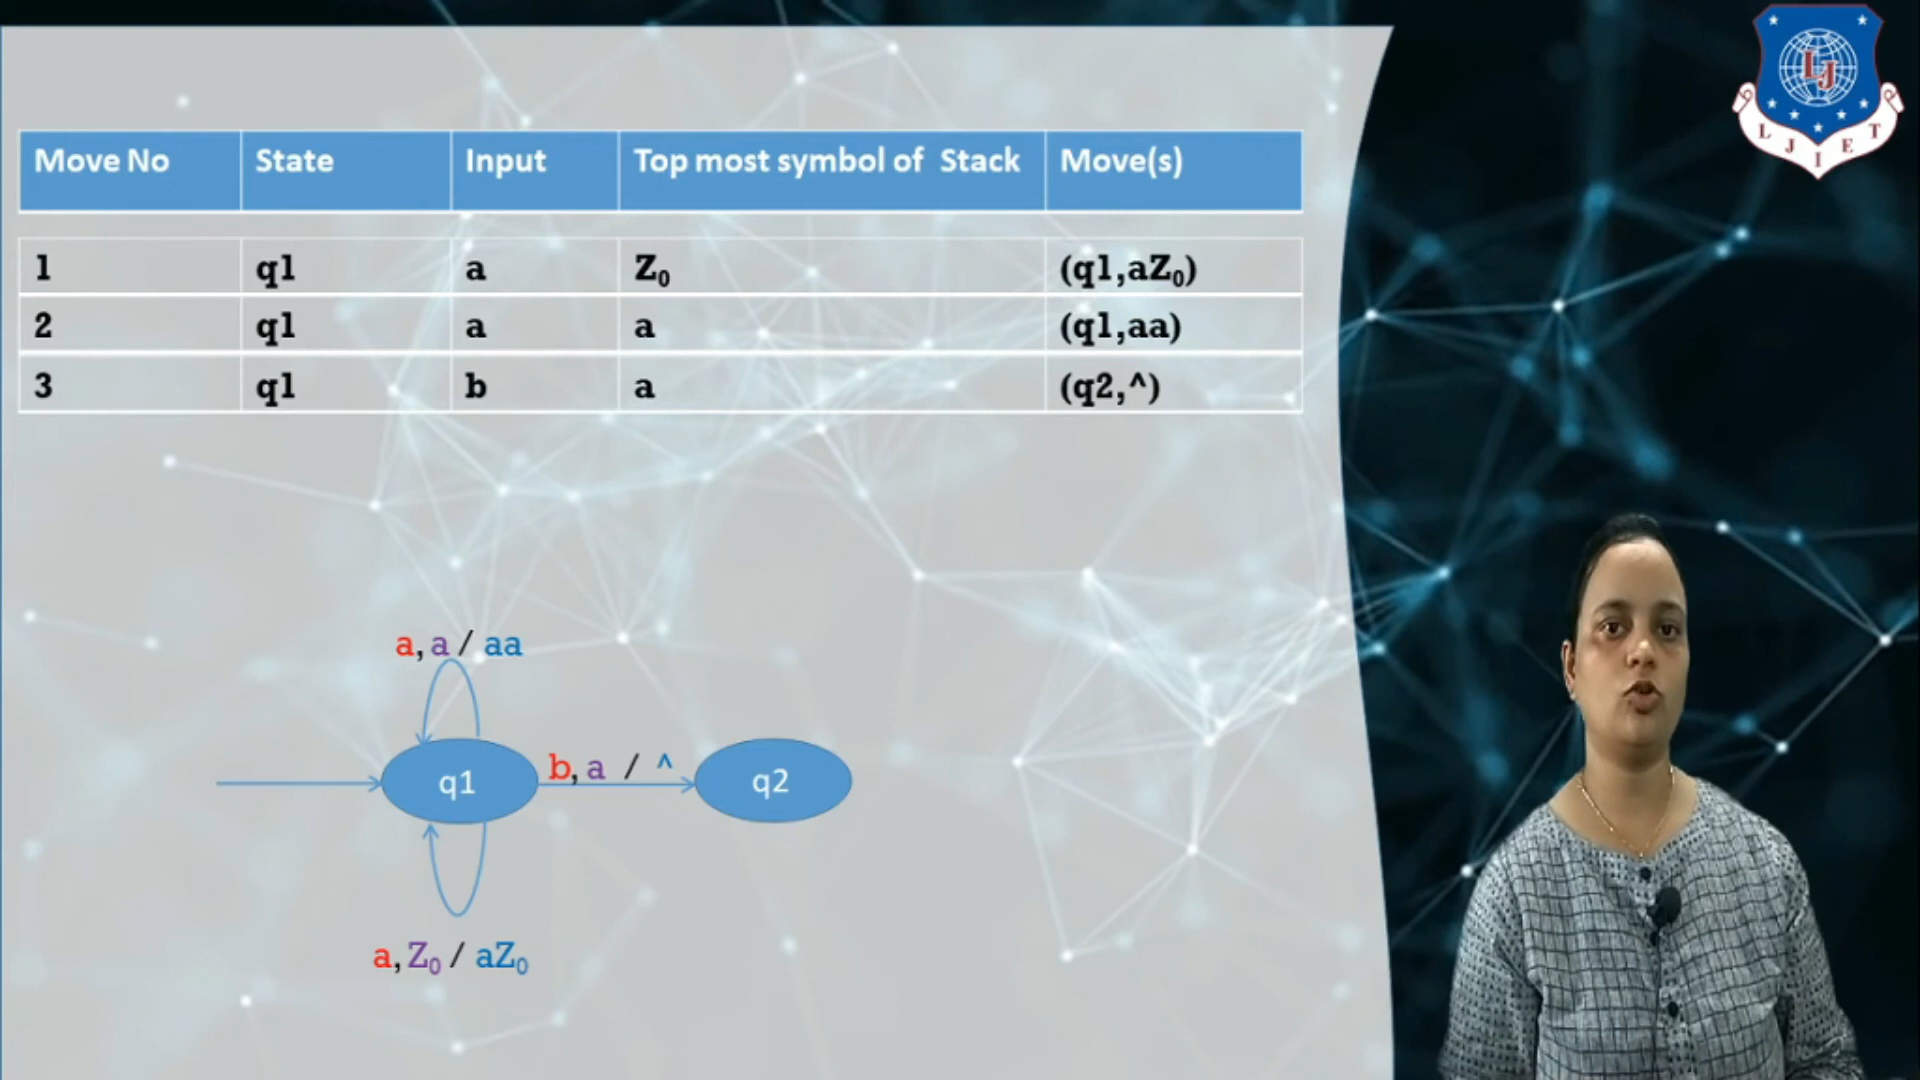 Move No State Input Top most symbol of Stack Move(s)
1 q1 a Z₀ (q1,aZ₀)
2 q1 a a (q1,aa)
3 q1 b a (q2,^)
a, a / aa
q1 b, a / ^ q2
a, Z₀ / aZ₀
LJ
L J I E T